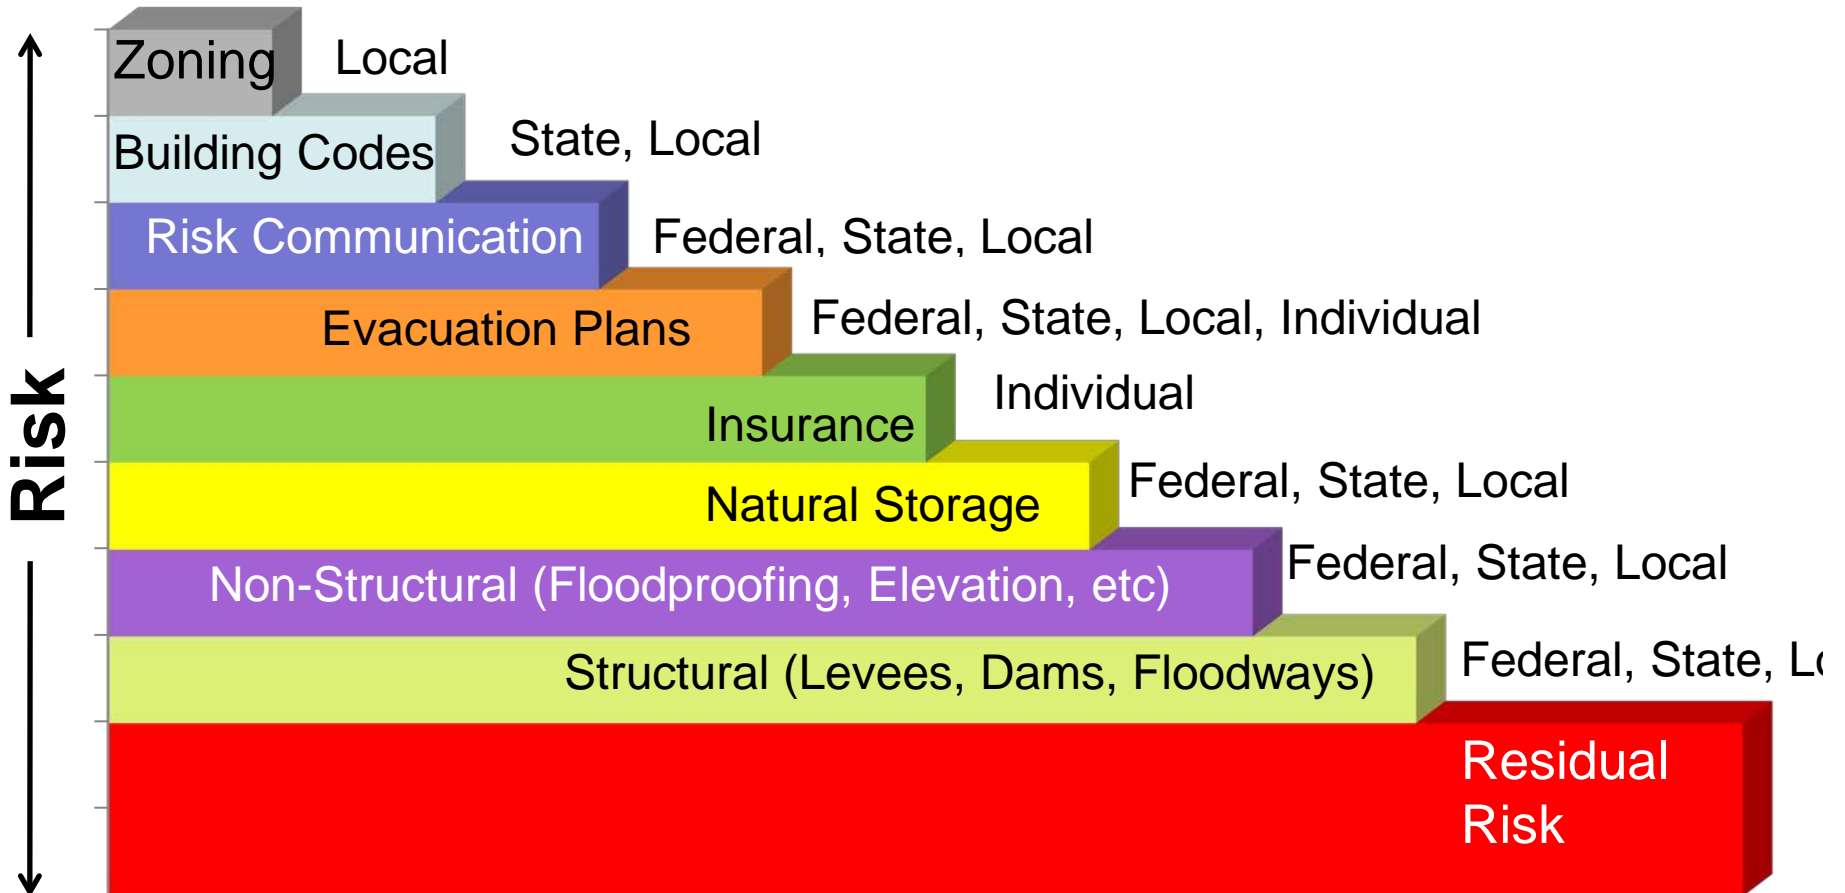 Zoning
Local
Building Codes
State, Local
Risk Communication
Federal, State, Local
Evacuation Plans
Federal, State, Local, Individual
Risk
Insurance
Individual
Natural Storage
Federal, State, Local
Non-Structural (Floodproofing, Elevation, etc)
Federal, State, Local
Structural (Levees, Dams, Floodways)
Federal, State,
Residual
Risk